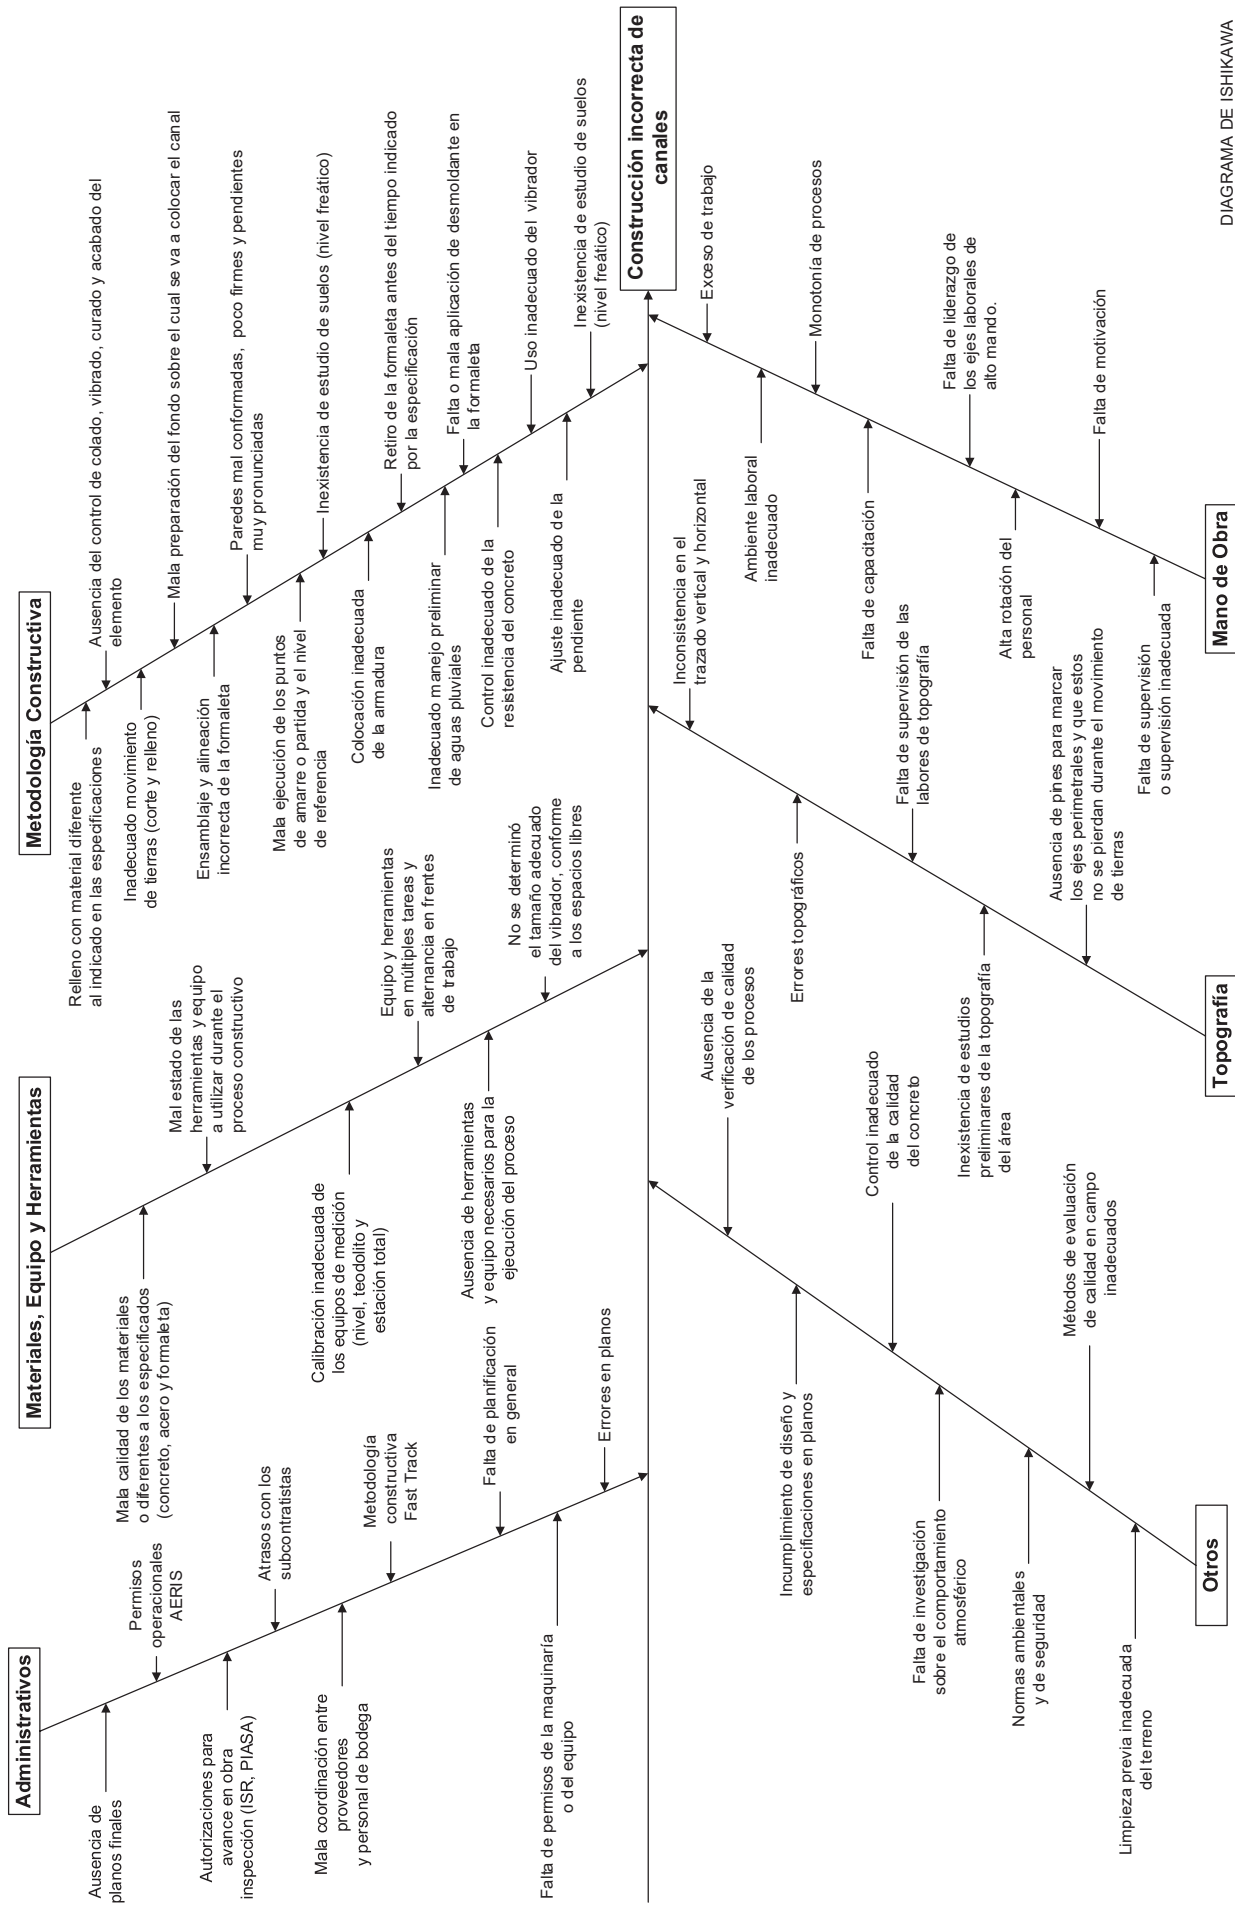 Administrativos
Ausencia de
planos finales
Permisos
operacionales
AERIS
Autorizaciones para
avance en obra
inspección (ISR, PIASA)
Atrasos con los
subcontratistas
Mala coordinación entre
proveedores
y personal de bodega
Metodología
constructiva
Fast Track
Falta de planificación
en general
Falta de permisos de la maquinaría
o del equipo
Errores en planos
Materiales, Equipo y Herramientas
Mala calidad de los materiales
o diferentes a los especificados
(concreto, acero y formaleta)
Mal estado de las
herramientas y equipo
a utilizar durante el
proceso constructivo
Calibración inadecuada de
los equipos de medición
(nivel, teodolito y
estación total)
Equipo y herramientas
en múltiples tareas y
alternancia en frentes
de trabajo
Ausencia de herramientas
y equipo necesarios para la
ejecución del proceso
No se determinó
el tamaño adecuado
del vibrador, conforme
a los espacios libres
Metodología Constructiva
Relleno con material diferente
al indicado en las especificaciones
Ausencia del control de colado, vibrado, curado y acabado del
elemento
Inadecuado movimiento
de tierras (corte y relleno)
Mala preparación del fondo sobre el cual se va a colocar el canal
Ensamblaje y alineación
incorrecta de la formaleta
Paredes mal conformadas, poco firmes y pendientes
muy pronunciadas
Mala ejecución de los puntos
de amarre o partida y el nivel
de referencia
Inexistencia de estudio de suelos (nivel freático)
Colocación inadecuada
de la armadura
Retiro de la formaleta antes del tiempo indicado
por la especificación
Inadecuado manejo preliminar
de aguas pluviales
Falta o mala aplicación de desmoldante en
la formaleta
Control inadecuado de la
resistencia del concreto
Uso inadecuado del vibrador
Ajuste inadecuado de la
pendiente
Inexistencia de estudio de suelos
(nivel freático)
Construcción incorrecta de
canales
Ausencia de la
verificación de calidad
de los procesos
Incumplimiento de diseño y
especificaciones en planos
Control inadecuado
de la calidad
del concreto
Falta de investigación
sobre el comportamiento
atmosférico
Normas ambientales
y de seguridad
Métodos de evaluación
de calidad en campo
inadecuados
Limpieza previa inadecuada
del terreno
Otros
Inconsistencia en el
trazado vertical y horizontal
Errores topográficos
Falta de supervisión de las
labores de topografía
Inexistencia de estudios
preliminares de la topografía
del área
Ausencia de pines para marcar
los ejes perimetrales y que estos
no se pierdan durante el movimiento
de tierras
Topografía
Exceso de trabajo
Ambiente laboral
inadecuado
Monotonía de procesos
Falta de capacitación
Falta de liderazgo de
los ejes laborales de
alto mando.
Alta rotación del
personal
Falta de motivación
Falta de supervisión
o supervisión inadecuada
Mano de Obra
DIAGRAMA DE ISHIKAWA